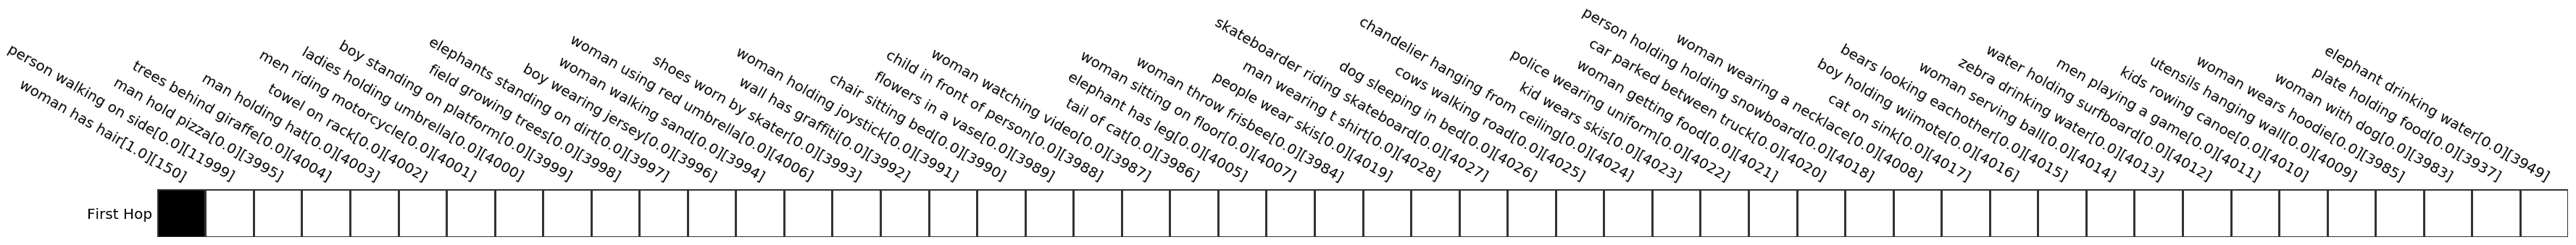 woman has hair[1.0][150]
person walking on side[0.0][11999]
man hold pizza[0.0][3995]
trees behind giraffe[0.0][4004]
man holding hat[0.0][4003]
towel on rack[0.0][4002]
men riding motorcycle[0.0][4001]
ladies holding umbrella[0.0][4000]
boy standing on platform[0.0][3999]
field growing trees[0.0][3998]
elephants standing on dirt[0.0][3997]
boy wearing jersey[0.0][3996]
woman walking sand[0.0][3994]
woman using red umbrella[0.0][4006]
shoes worn by skater[0.0][3993]
wall has graffiti[0.0][3992]
woman holding joystick[0.0][3991]
chair sitting bed[0.0][3990]
flowers in a vase[0.0][3989]
child in front of person[0.0][3988]
woman watching video[0.0][3987]
tail of cat[0.0][3986]
elephant has leg[0.0][4005]
woman sitting on floor[0.0][4007]
woman throw frisbee[0.0][3984]
people wear skis[0.0][4019]
man wearing t shirt[0.0][4028]
skateboarder riding skateboard[0.0][4027]
dog sleeping in bed[0.0][4026]
cows walking road[0.0][4025]
chandelier hanging from ceiling[0.0][4024]
kid wears skis[0.0][4023]
police wearing uniform[0.0][4022]
woman getting food[0.0][4021]
car parked between truck[0.0][4020]
person holding holding snowboard[0.0][4018]
woman wearing a necklace[0.0][4008]
cat on sink[0.0][4017]
boy holding wiimote[0.0][4016]
bears looking eachother[0.0][4015]
woman serving ball[0.0][4014]
zebra drinking water[0.0][4013]
water holding surfboard[0.0][4012]
men playing a game[0.0][4011]
kids rowing canoe[0.0][4010]
utensils hanging wall[0.0][4009]
woman wears hoodie[0.0][3985]
woman with dog[0.0][3983]
plate holding food[0.0][3937]
elephant drinking water[0.0][3949]
First Hop